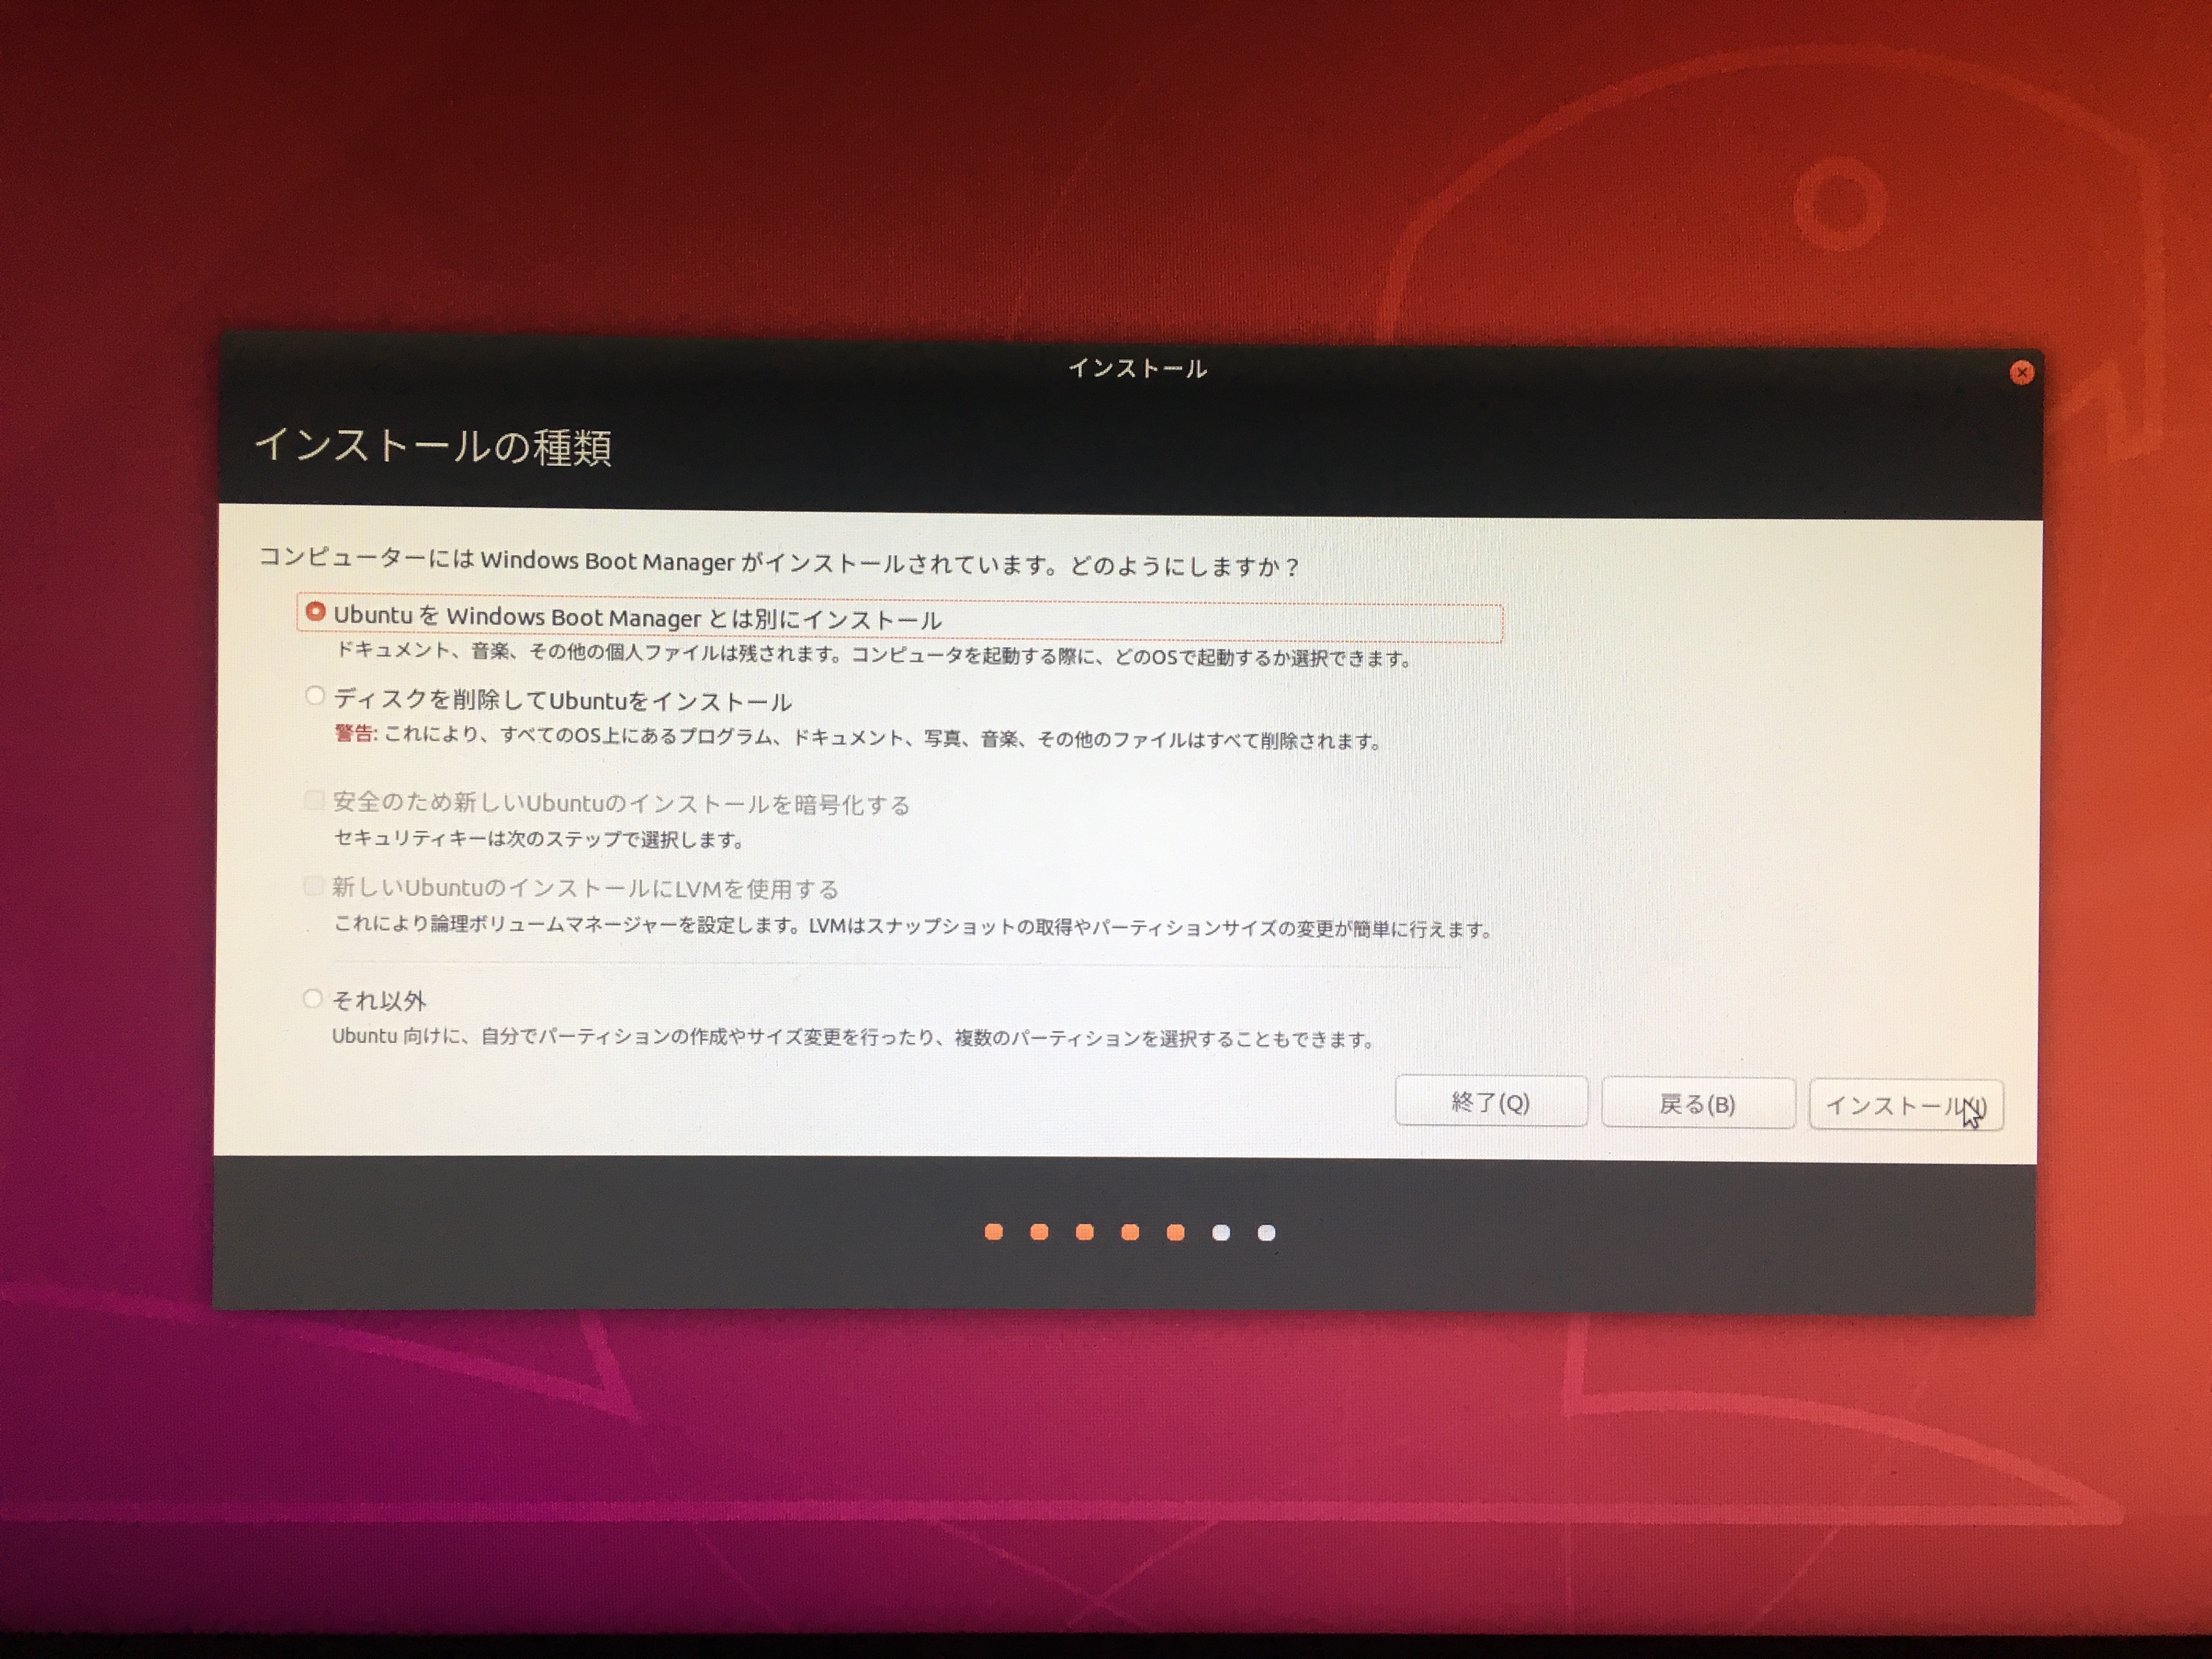 インストール
インストールの種類
コンピューターには Windows Boot Manager がインストールされています。どのようにしますか？
Ubuntu を Windows Boot Manager とは別にインストール
ドキュメント、音楽、その他の個人ファイルは残されます。コンピュータを起動する際に、どのOSで起動するか選択できます。
ディスクを削除してUbuntuをインストール
警告: これにより、すべてのOS上にあるプログラム、ドキュメント、写真、音楽、その他のファイルはすべて削除されます。
安全のため新しいUbuntuのインストールを暗号化する
セキュリティキーは次のステップで選択します。
新しいUbuntuのインストールにLVMを使用する
これにより論理ボリュームマネージャーを設定します。LVMはスナップショットの取得やパーティションサイズの変更が簡単に行えます。
それ以外
Ubuntu 向けに、自分でパーティションの作成やサイズ変更を行ったり、複数のパーティションを選択することもできます。
終了(Q)
戻る(B)
インストール(I)